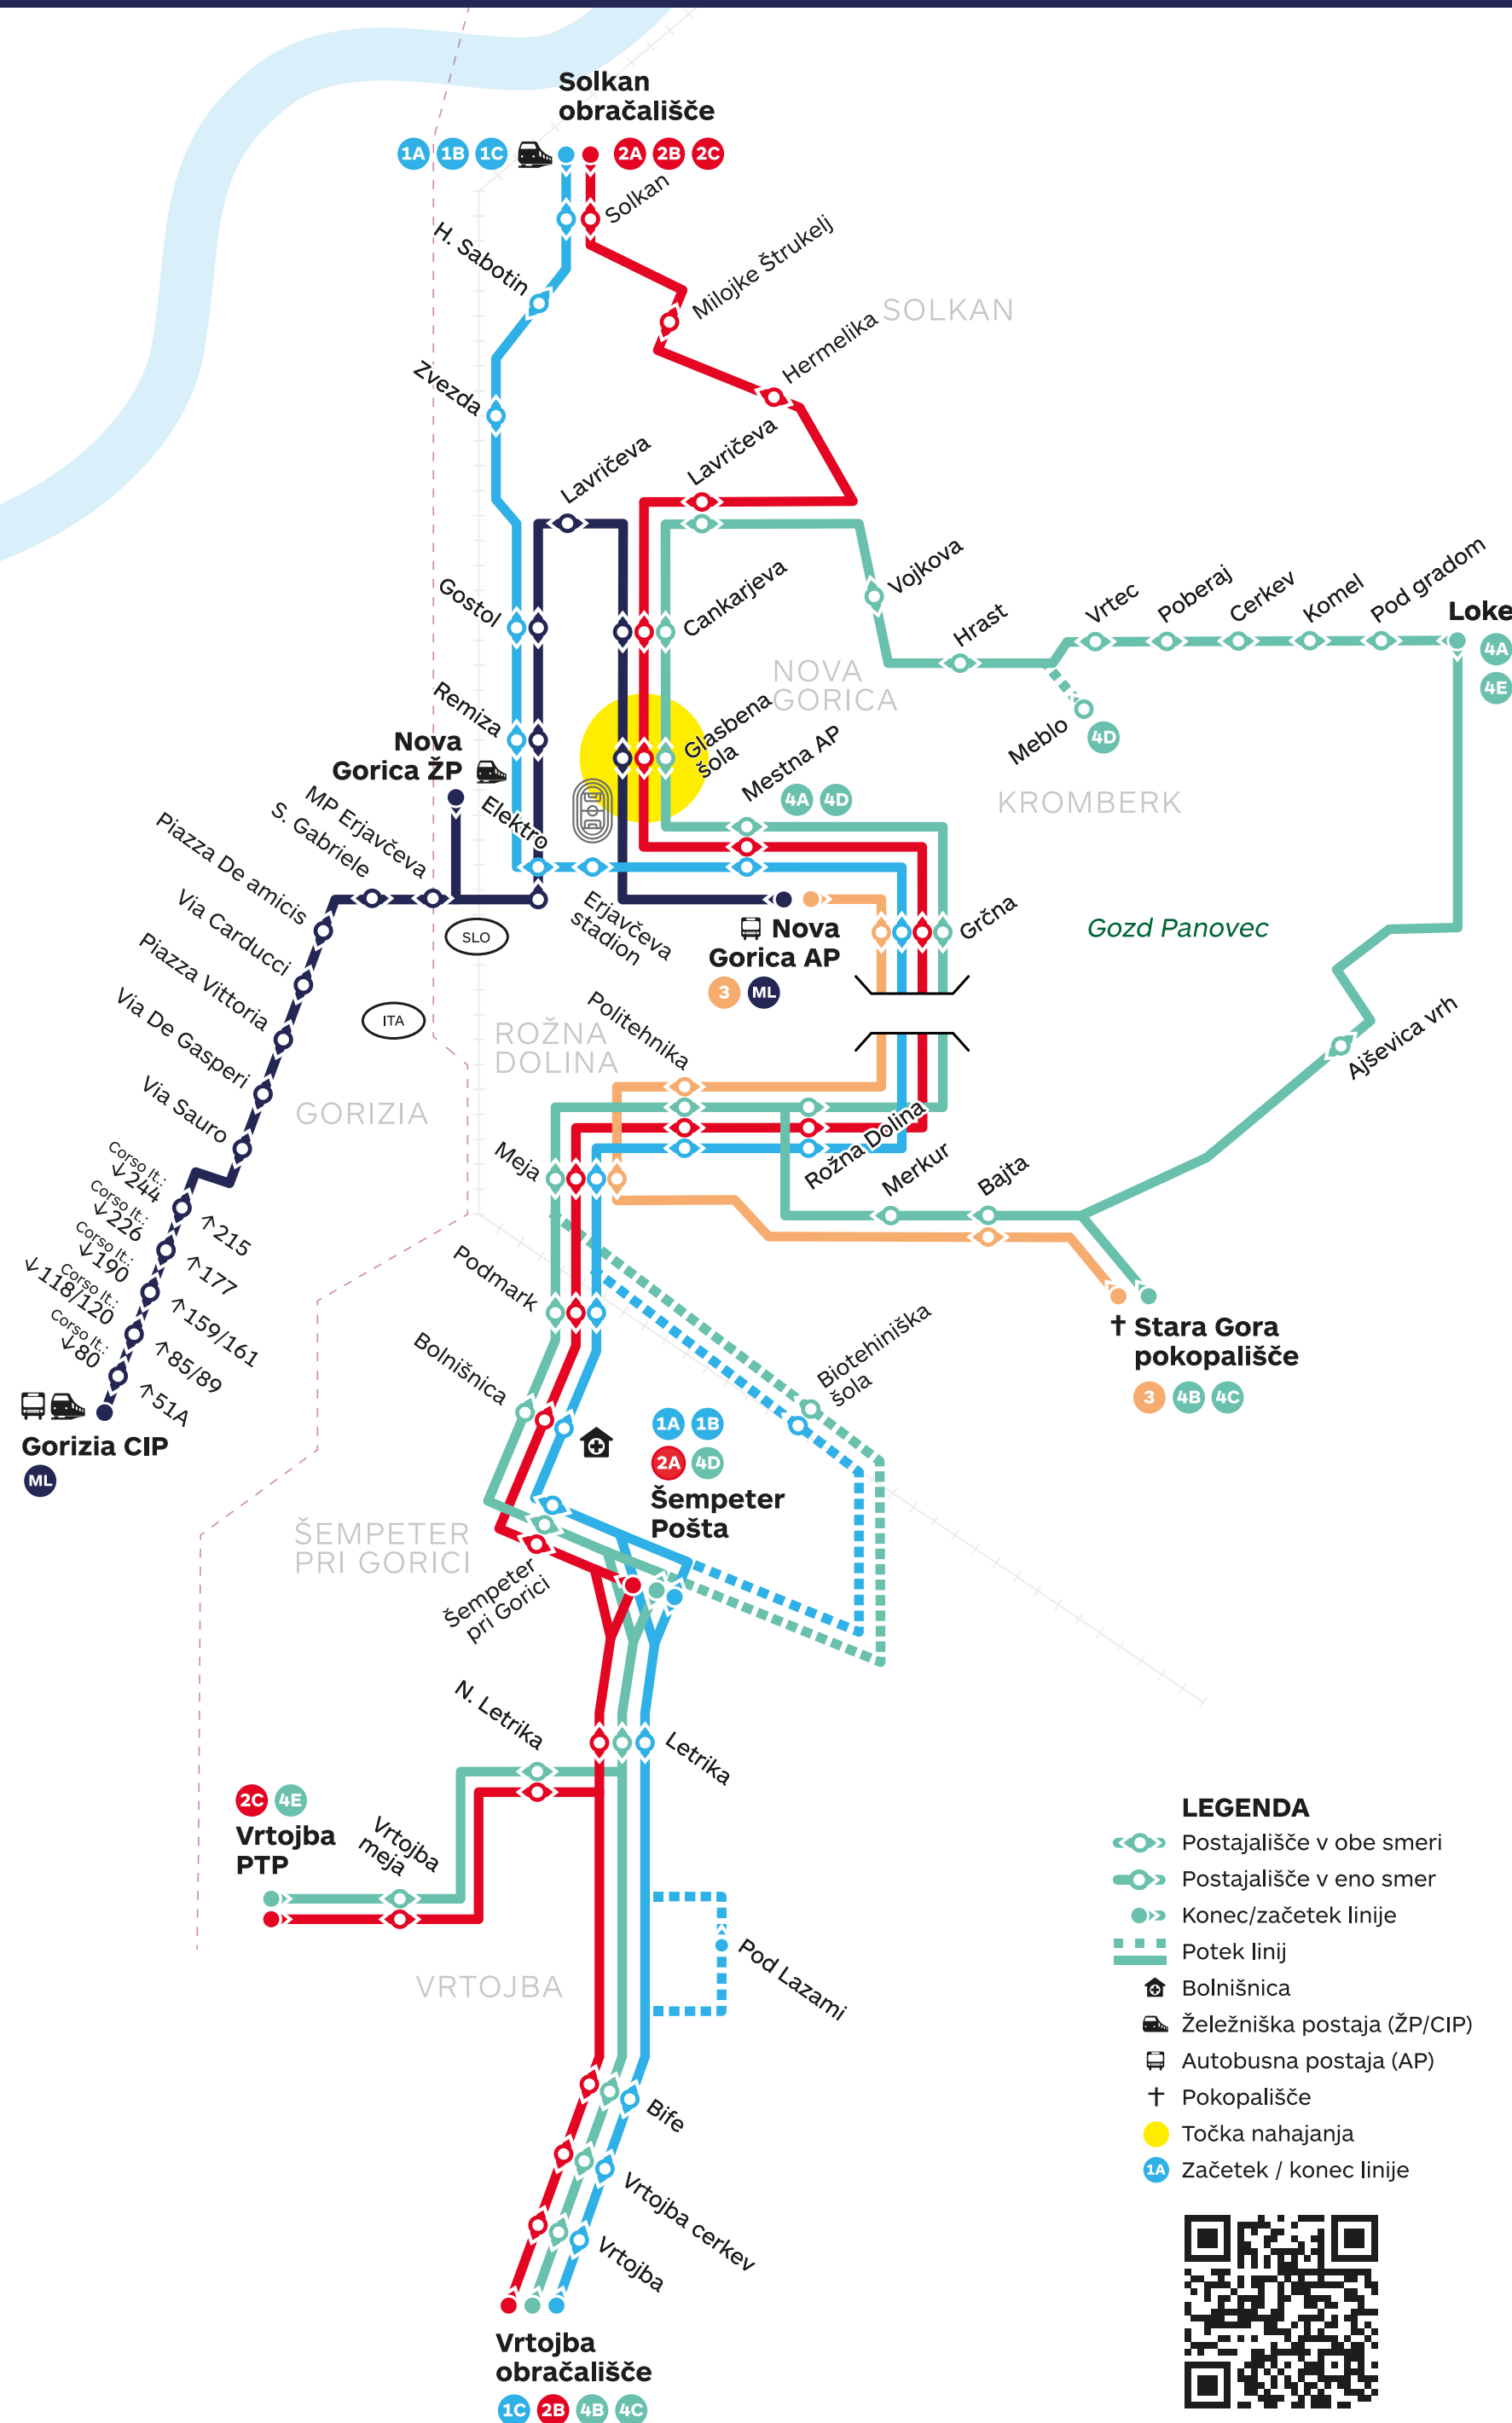 Solkan
obračališče
1A 1B 1C
2A 2B 2C
Solkan
H. Sabotin
Milojke Štrukelj
SOLKAN
Hermelika
Zvezda
Lavričeva
Lavričeva
Gostol
Cankarjeva
Vojkova
Hrast
Vrtec
Poberaj
Cerkev
Komel
Pod gradom
Loke
4A
4E
NOVA
GORICA
Remiza
Glasbena
šola
Mestna AP
4A 4D
Meblo
4D
KROMBERK
Nova
Gorica ŽP
Elektro
MP Erjavčeva
S. Gabriele
Piazza De amicis
Via Carducci
Piazza Vittoria
Via De Gasperi
Via Sauro
SLO
ITA
Erjavčeva
stadion
Nova
Gorica AP
3 ML
Grčna
Gozd Panovec
Politehnika
ROŽNA
DOLINA
GORIZIA
Ajševica vrh
Meja
Rožna Dolina
Merkur
Bajta
Corso It.:
↓244
Corso It.:
↓226
Corso It.:
↓190
Corso It.:
↓118/120
Corso It.:
↓80
↑215
↑177
↑159/161
↑85/89
↑51A
Gorizia CIP
ML
Podmark
Bolnišnica
Biotehiniška
šola
Stara Gora
pokopališče
3 4B 4C
1A 1B
2A 4D
Šempeter
Pošta
ŠEMPETER
PRI GORICI
Šempeter
pri Gorici
N. Letrika
Letrika
2C 4E
Vrtojba
PTP
Vrtojba
meja
VRTOJBA
Pod Lazami
Bife
Vrtojba cerkev
Vrtojba
Vrtojba
obračališče
1C 2B 4B 4C
LEGENDA
Postajališče v obe smeri
Postajališče v eno smer
Konec/začetek linije
Potek linij
Bolnišnica
Želežniška postaja (ŽP/CIP)
Autobusna postaja (AP)
Pokopališče
Točka nahajanja
1A Začetek / konec linije